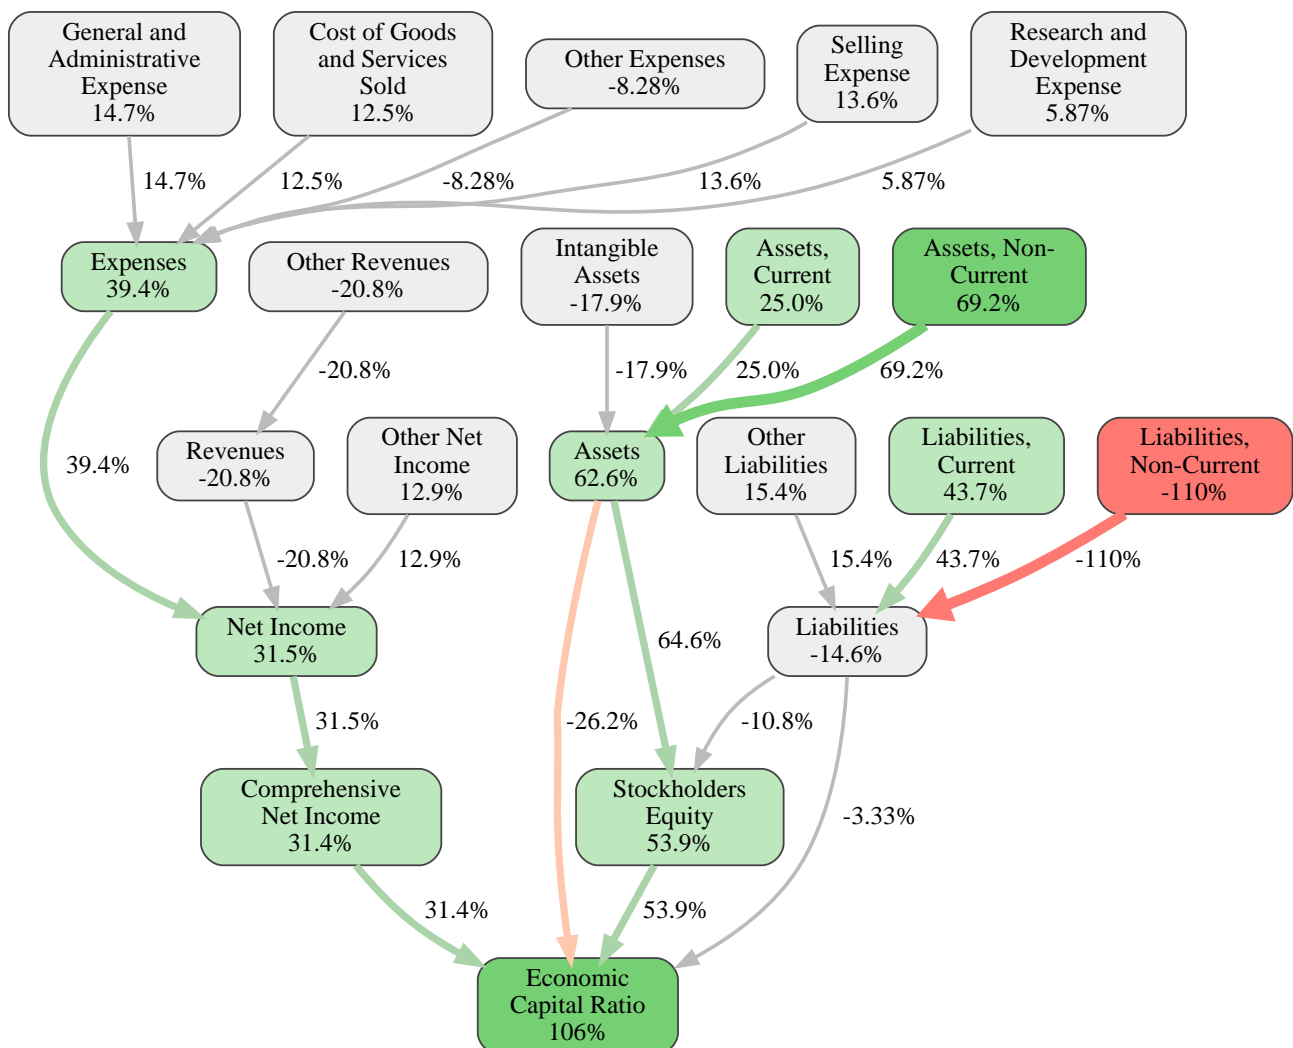 General and
Administrative
Expense
14.7%
Cost of Goods
and Services
Sold
12.5%
Other Expenses
-8.28%
Selling
Expense
13.6%
Research and
Development
Expense
5.87%
14.7%
12.5%
-8.28%
13.6%
5.87%
Expenses
39.4%
Other Revenues
-20.8%
Intangible
Assets
-17.9%
Assets,
Current
25.0%
Assets, Non-
Current
69.2%
-20.8%
-17.9%
25.0%
69.2%
39.4%
Revenues
-20.8%
Other Net
Income
12.9%
Assets
62.6%
Other
Liabilities
15.4%
Liabilities,
Current
43.7%
Liabilities,
Non-Current
-110%
-20.8%
12.9%
15.4%
43.7%
-110%
Net Income
31.5%
64.6%
Liabilities
-14.6%
31.5%
-26.2%
-10.8%
Comprehensive
Net Income
31.4%
Stockholders
Equity
53.9%
-3.33%
31.4%
53.9%
Economic
Capital Ratio
106%